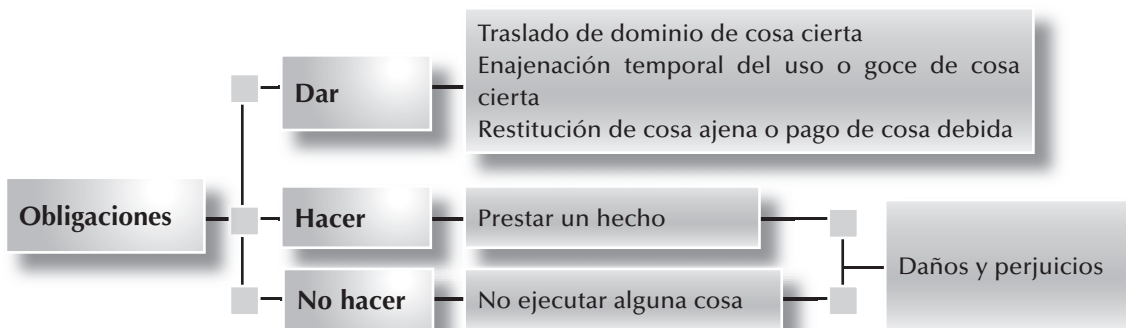 Traslado de dominio de cosa cierta
Enajenación temporal del uso o goce de cosa
cierta
Restitución de cosa ajena o pago de cosa debida
Dar
Obligaciones
Hacer
Prestar un hecho
Daños y perjuicios
No hacer
No ejecutar alguna cosa